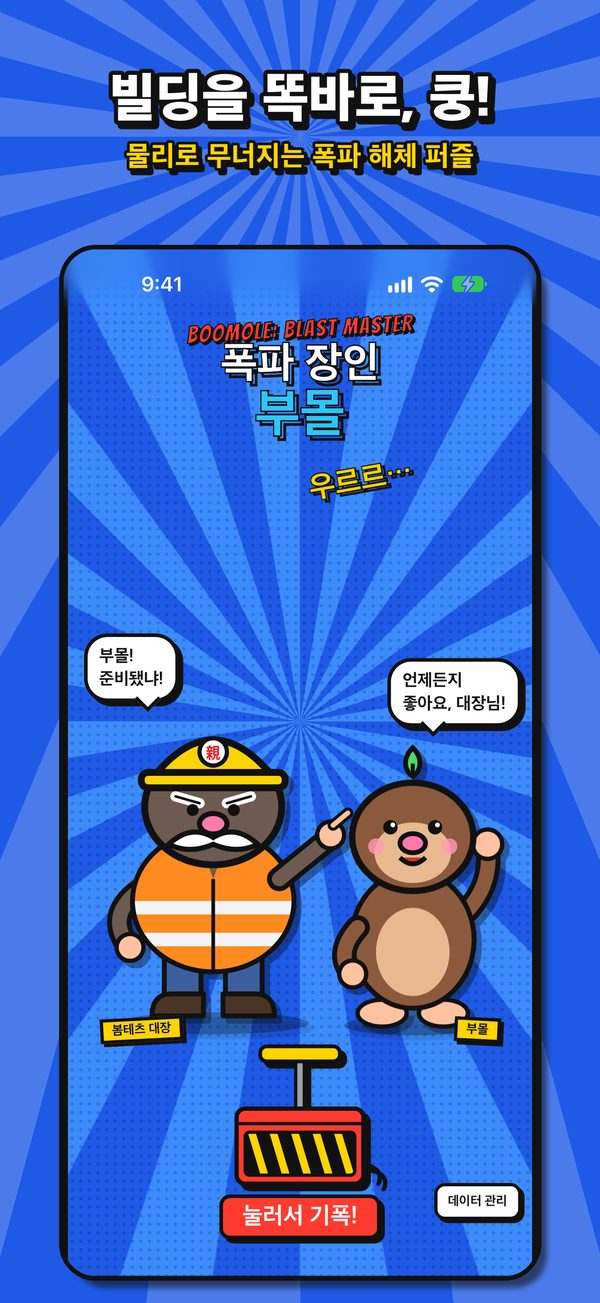 빌딩을 똑바로, 쿵!
물리로 무너지는 폭파 해체 퍼즐
9:41
BOOMOLE: BLAST MASTER
폭파 장인
부몰
우르르…
부몰!
준비됐냐!
언제든지
좋아요, 대장님!
親
봄테츠 대장
부몰
눌러서 기폭!
데이터 관리